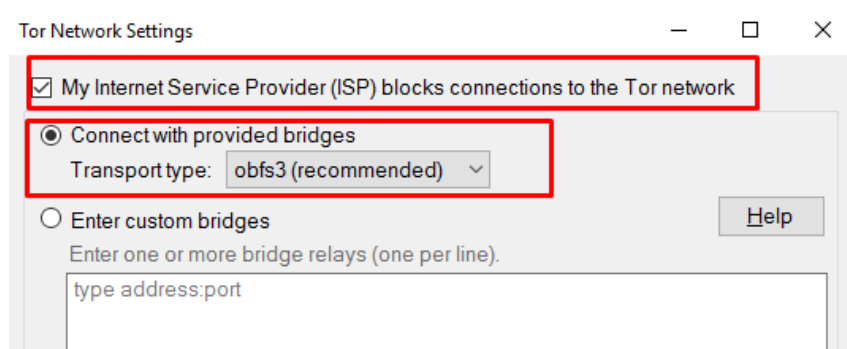 Tor Network Settings
My Internet Service Provider (ISP) blocks connections to the Tor network
Connect with provided bridges
Transport type: obfs3 (recommended)
Enter custom bridges
Help
Enter one or more bridge relays (one per line).
type address:port